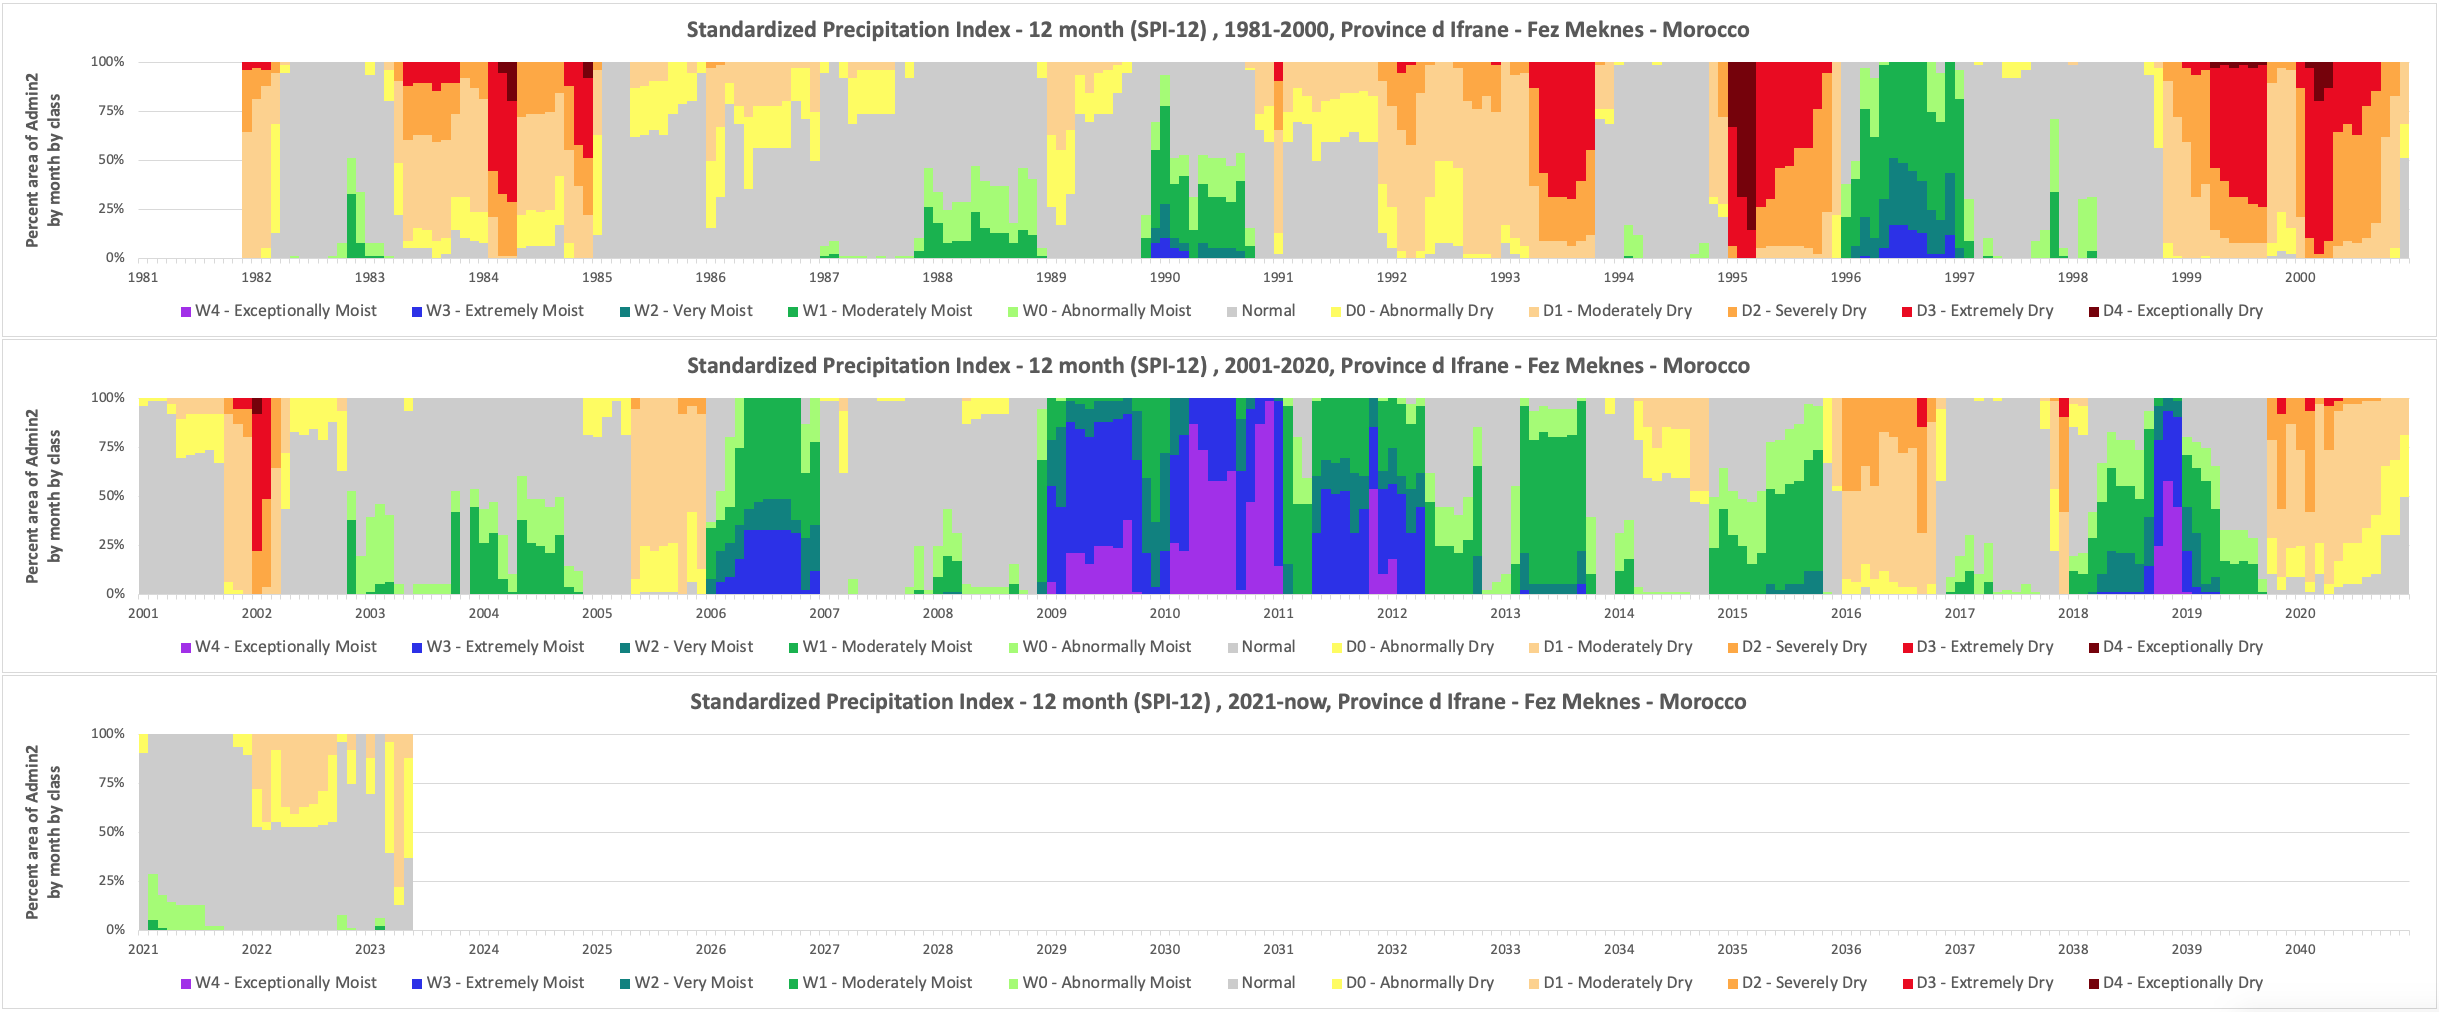 Standardized Precipitation Index - 12 month (SPI-12) , 1981-2000, Province d Ifrane - Fez Meknes - Morocco
Percent area of Admin2
by month by class
100%
75%
50%
25%
0%
1981 1982 1983 1984 1985 1986 1987 1988 1989 1990 1991 1992 1993 1994 1995 1996 1997 1998 1999 2000
W4 - Exceptionally Moist W3 - Extremely Moist W2 - Very Moist W1 - Moderately Moist W0 - Abnormally Moist Normal D0 - Abnormally Dry D1 - Moderately Dry D2 - Severely Dry D3 - Extremely Dry D4 - Exceptionally Dry
Standardized Precipitation Index - 12 month (SPI-12) , 2001-2020, Province d Ifrane - Fez Meknes - Morocco
Percent area of Admin2
by month by class
100%
75%
50%
25%
0%
2001 2002 2003 2004 2005 2006 2007 2008 2009 2010 2011 2012 2013 2014 2015 2016 2017 2018 2019 2020
W4 - Exceptionally Moist W3 - Extremely Moist W2 - Very Moist W1 - Moderately Moist W0 - Abnormally Moist Normal D0 - Abnormally Dry D1 - Moderately Dry D2 - Severely Dry D3 - Extremely Dry D4 - Exceptionally Dry
Standardized Precipitation Index - 12 month (SPI-12) , 2021-now, Province d Ifrane - Fez Meknes - Morocco
Percent area of Admin2
by month by class
100%
75%
50%
25%
0%
2021 2022 2023 2024 2025 2026 2027 2028 2029 2030 2031 2032 2033 2034 2035 2036 2037 2038 2039 2040
W4 - Exceptionally Moist W3 - Extremely Moist W2 - Very Moist W1 - Moderately Moist W0 - Abnormally Moist Normal D0 - Abnormally Dry D1 - Moderately Dry D2 - Severely Dry D3 - Extremely Dry D4 - Exceptionally Dry